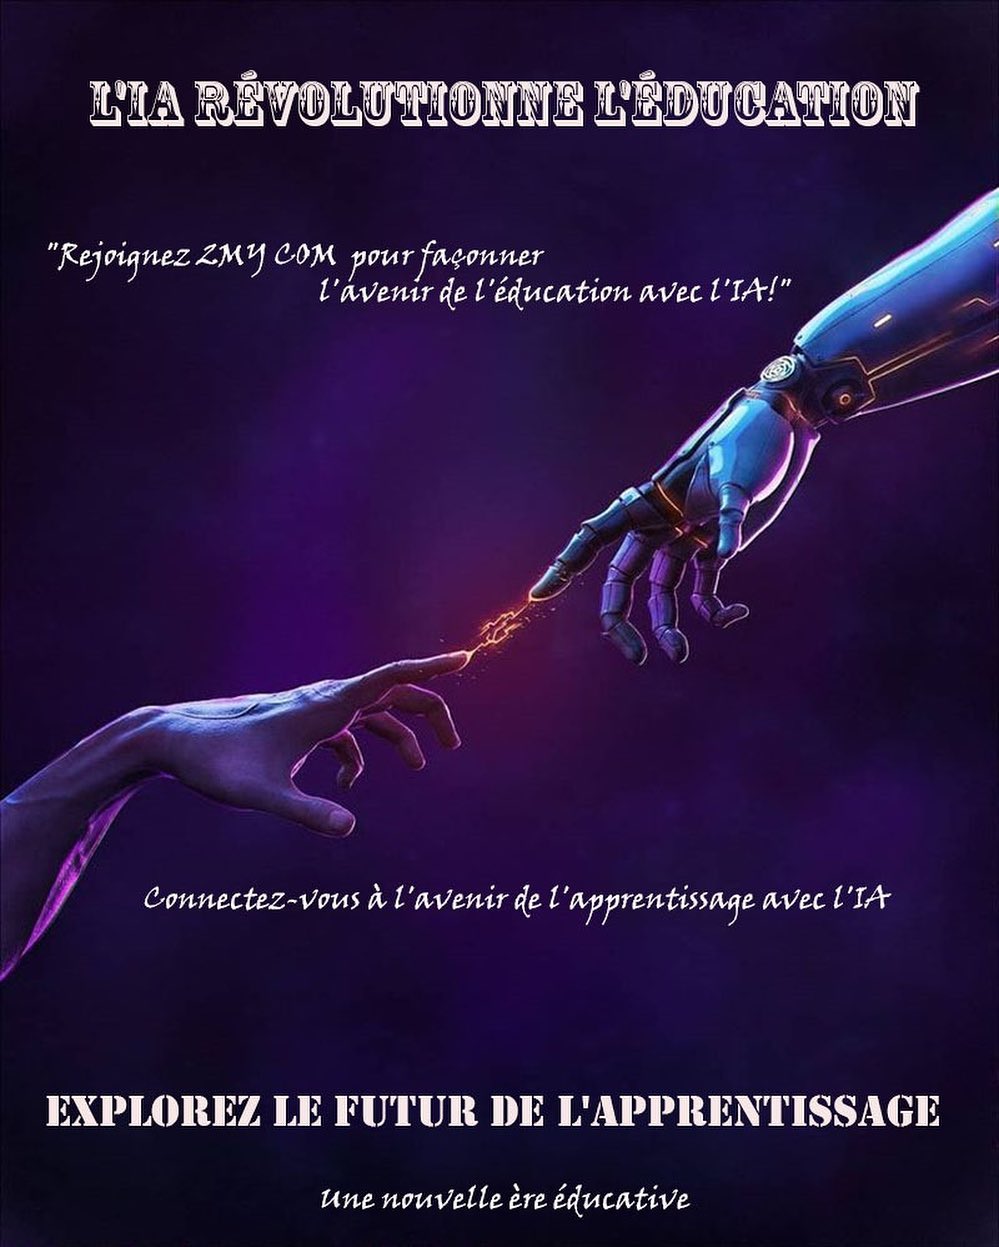 L'IA RÉVOLUTIONNE L'ÉDUCATION
"Rejoignez 2MY COM pour façonner
l'avenir de l'éducation avec l'IA!"
Connectez-vous à l'avenir de l'apprentissage avec l'IA
EXPLOREZ LE FUTUR DE L'APPRENTISSAGE
Une nouvelle ère éducative